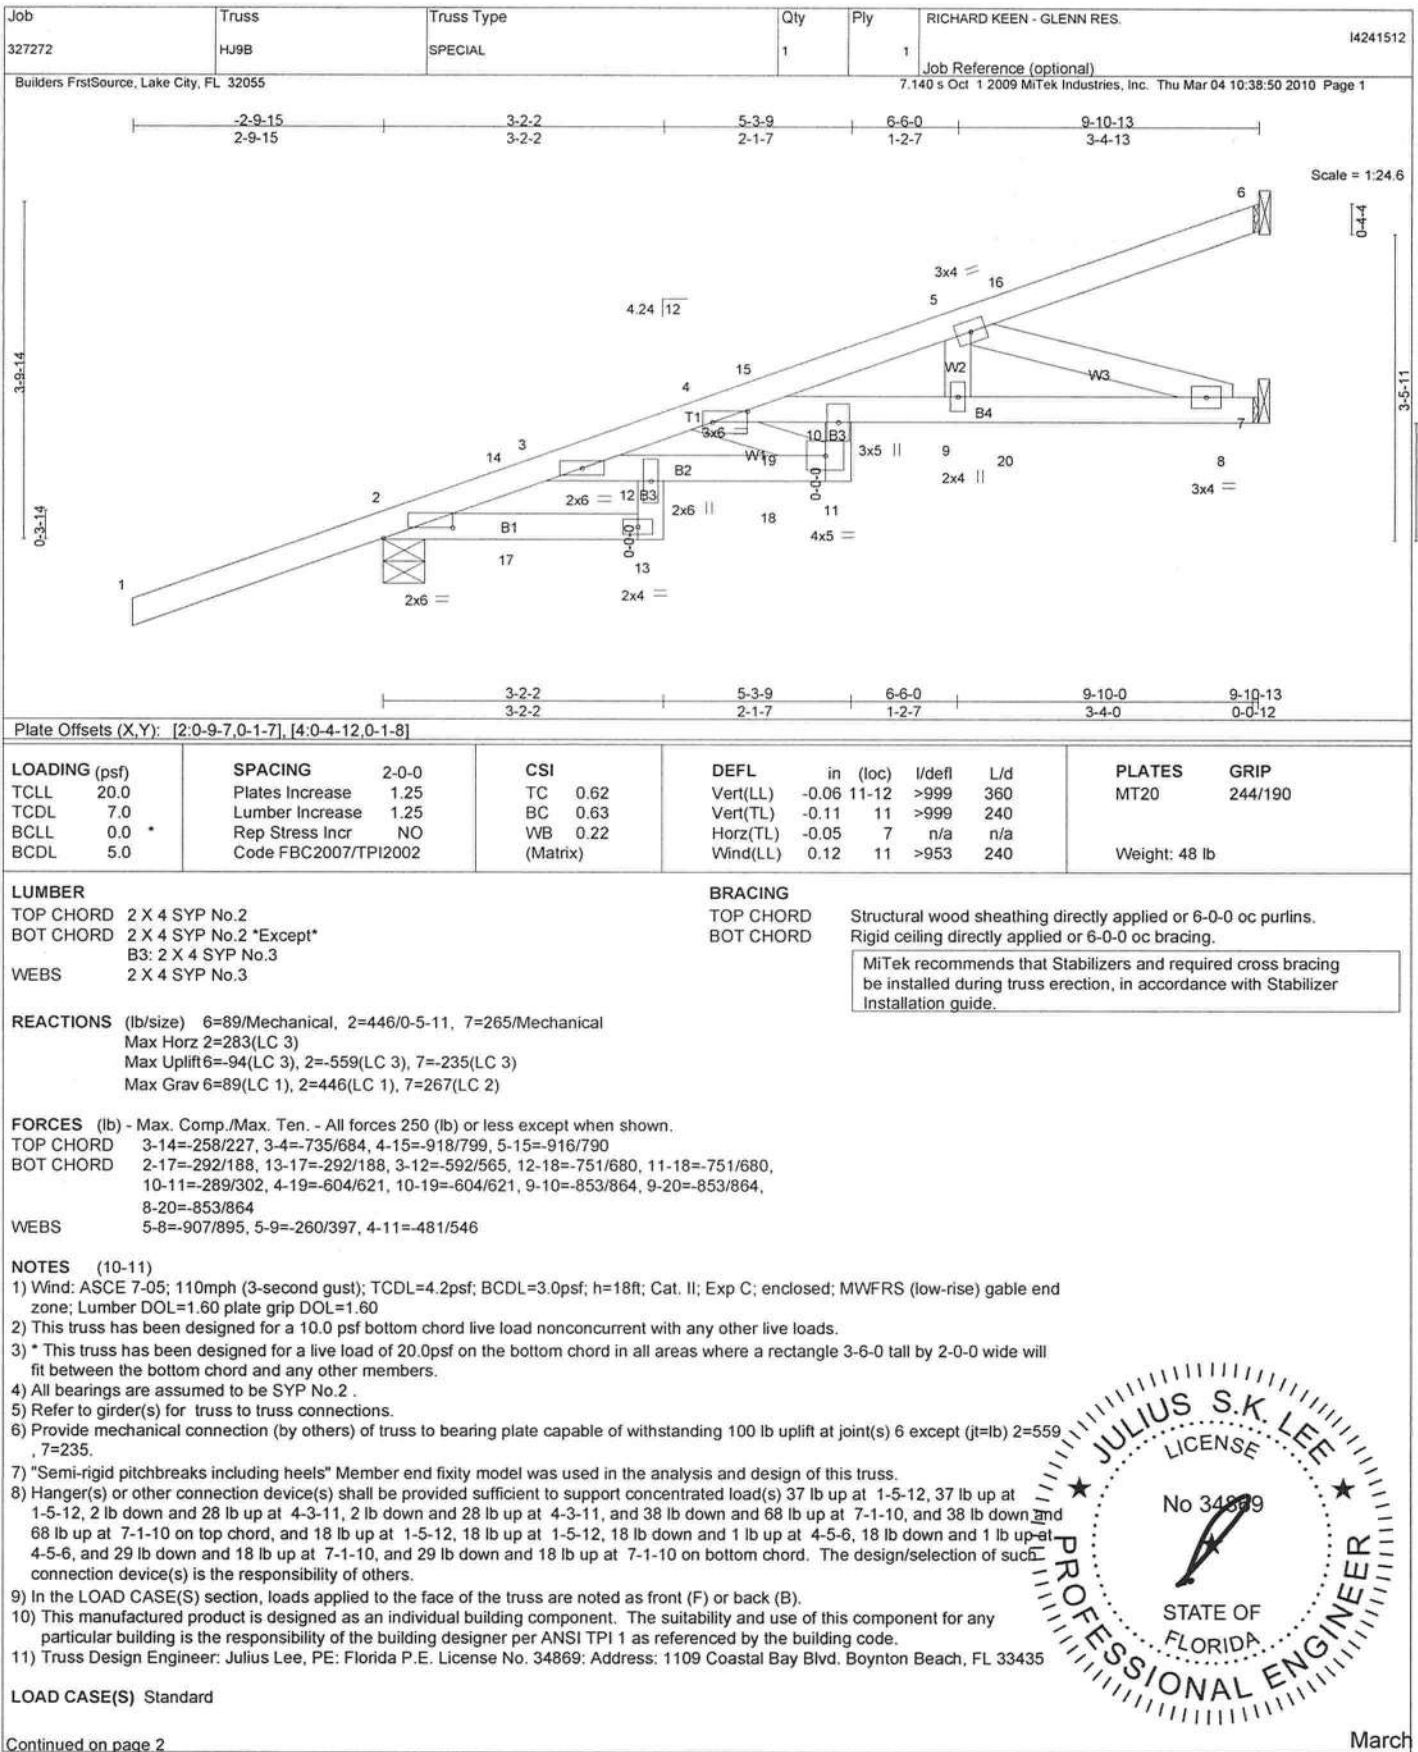 Job Truss Truss Type Qty Ply RICHARD KEEN - GLENN RES.
I4241512
327272 HJ9B SPECIAL 1 1
Job Reference (optional)
Builders FrstSource, Lake City, FL 32055 7.140 s Oct 1 2009 MiTek Industries, Inc. Thu Mar 04 10:38:50 2010 Page 1
-2-9-15 3-2-2 5-3-9 6-6-0 9-10-13
2-9-15 3-2-2 2-1-7 1-2-7 3-4-13
Scale = 1:24.6
6
0-4-4
3x4 =
16
5
4.24 12
3-9-14
15
4
W2
W3
3-5-11
T1
3x6 =
B4
7
10 B3
3
14
W1
19
3x5 ||
9
20
8
B2
2x4 ||
3x4 =
2
2x6 =
12 B3
2x6 ||
0-0-0
11
18
4x5 =
0-3-14
B1
0-0-0
17
13
1
2x6 =
2x4 =
3-2-2 5-3-9 6-6-0 9-10-0 9-10-13
3-2-2 2-1-7 1-2-7 3-4-0 0-0-12
Plate Offsets (X,Y): [2:0-9-7,0-1-7], [4:0-4-12,0-1-8]
LOADING (psf) SPACING 2-0-0 CSI DEFL in (loc) l/defl L/d PLATES GRIP
TCLL 20.0 Plates Increase 1.25 TC 0.62 Vert(LL) -0.06 11-12 >999 360 MT20 244/190
TCDL 7.0 Lumber Increase 1.25 BC 0.63 Vert(TL) -0.11 11 >999 240
BCLL 0.0 * Rep Stress Incr NO WB 0.22 Horz(TL) -0.05 7 n/a n/a
BCDL 5.0 Code FBC2007/TPI2002 (Matrix) Wind(LL) 0.12 11 >953 240 Weight: 48 lb
LUMBER
TOP CHORD 2 X 4 SYP No.2
BOT CHORD 2 X 4 SYP No.2 *Except*
B3: 2 X 4 SYP No.3
WEBS 2 X 4 SYP No.3
BRACING
TOP CHORD Structural wood sheathing directly applied or 6-0-0 oc purlins.
BOT CHORD Rigid ceiling directly applied or 6-0-0 oc bracing.
MiTek recommends that Stabilizers and required cross bracing
be installed during truss erection, in accordance with Stabilizer
Installation guide.
REACTIONS (lb/size) 6=89/Mechanical, 2=446/0-5-11, 7=265/Mechanical
Max Horz 2=283(LC 3)
Max Uplift6=-94(LC 3), 2=-559(LC 3), 7=-235(LC 3)
Max Grav 6=89(LC 1), 2=446(LC 1), 7=267(LC 2)
FORCES (lb) - Max. Comp./Max. Ten. - All forces 250 (lb) or less except when shown.
TOP CHORD 3-14=-258/227, 3-4=-735/684, 4-15=-918/799, 5-15=-916/790
BOT CHORD 2-17=-292/188, 13-17=-292/188, 3-12=-592/565, 12-18=-751/680, 11-18=-751/680,
10-11=-289/302, 4-19=-604/621, 10-19=-604/621, 9-10=-853/864, 9-20=-853/864,
8-20=-853/864
WEBS 5-8=-907/895, 5-9=-260/397, 4-11=-481/546
NOTES (10-11)
1) Wind: ASCE 7-05; 110mph (3-second gust); TCDL=4.2psf; BCDL=3.0psf; h=18ft; Cat. II; Exp C; enclosed; MWFRS (low-rise) gable end
zone; Lumber DOL=1.60 plate grip DOL=1.60
2) This truss has been designed for a 10.0 psf bottom chord live load nonconcurrent with any other live loads.
3) * This truss has been designed for a live load of 20.0psf on the bottom chord in all areas where a rectangle 3-6-0 tall by 2-0-0 wide will
fit between the bottom chord and any other members.
4) All bearings are assumed to be SYP No.2 .
5) Refer to girder(s) for truss to truss connections.
6) Provide mechanical connection (by others) of truss to bearing plate capable of withstanding 100 lb uplift at joint(s) 6 except (jt=lb) 2=559
, 7=235.
7) "Semi-rigid pitchbreaks including heels" Member end fixity model was used in the analysis and design of this truss.
8) Hanger(s) or other connection device(s) shall be provided sufficient to support concentrated load(s) 37 lb up at 1-5-12, 37 lb up at
1-5-12, 2 lb down and 28 lb up at 4-3-11, 2 lb down and 28 lb up at 4-3-11, and 38 lb down and 68 lb up at 7-1-10, and 38 lb down and
68 lb up at 7-1-10 on top chord, and 18 lb up at 1-5-12, 18 lb up at 1-5-12, 18 lb down and 1 lb up at 4-5-6, 18 lb down and 1 lb up at
4-5-6, and 29 lb down and 18 lb up at 7-1-10, and 29 lb down and 18 lb up at 7-1-10 on bottom chord. The design/selection of such
connection device(s) is the responsibility of others.
9) In the LOAD CASE(S) section, loads applied to the face of the truss are noted as front (F) or back (B).
10) This manufactured product is designed as an individual building component. The suitability and use of this component for any
particular building is the responsibility of the building designer per ANSI TPI 1 as referenced by the building code.
11) Truss Design Engineer: Julius Lee, PE: Florida P.E. License No. 34869: Address: 1109 Coastal Bay Blvd. Boynton Beach, FL 33435
LOAD CASE(S) Standard
JULIUS S.K. LEE
LICENSE
No 34869
STATE OF
FLORIDA
PROFESSIONAL ENGINEER
Continued on page 2
March